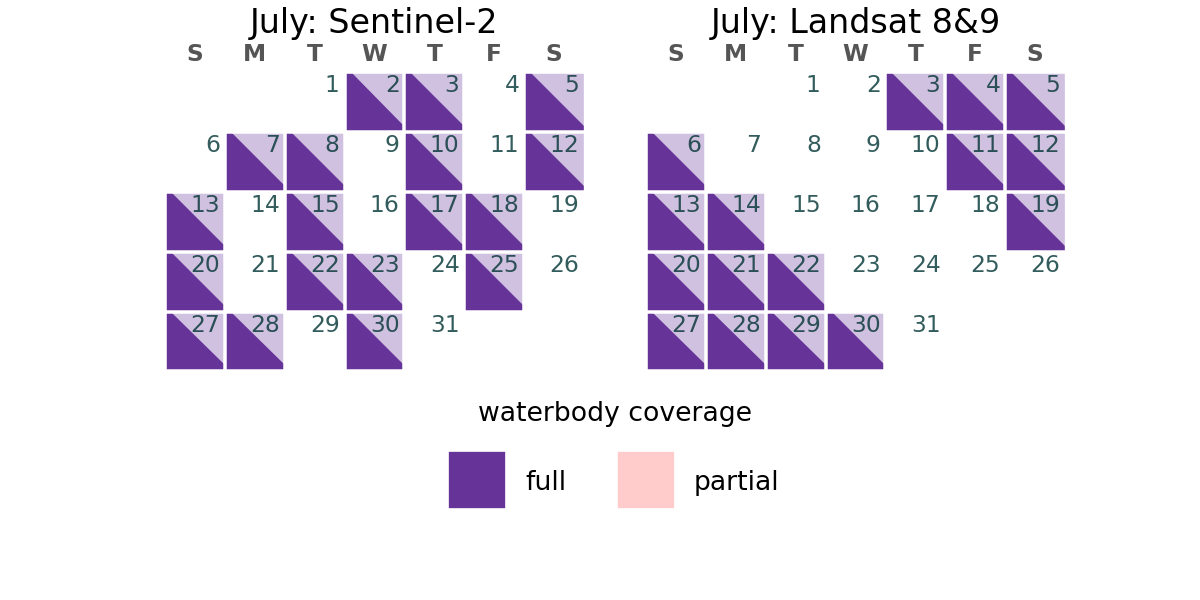 July: Sentinel-2
S M T W T F S
1 2 3 4 5
6 7 8 9 10 11 12
13 14 15 16 17 18 19
20 21 22 23 24 25 26
27 28 29 30 31
July: Landsat 8&9
S M T W T F S
1 2 3 4 5
6 7 8 9 10 11 12
13 14 15 16 17 18 19
20 21 22 23 24 25 26
27 28 29 30 31
waterbody coverage
full partial